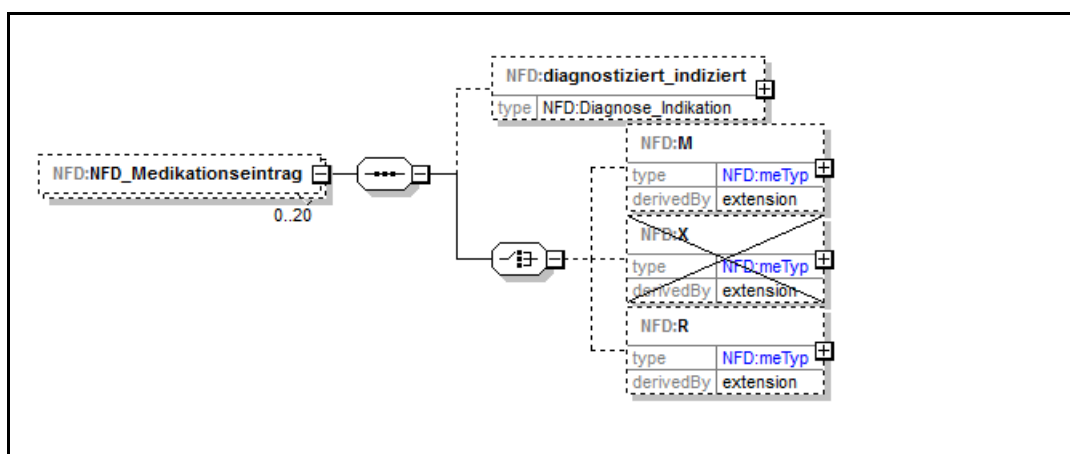 NFD:diagnostiziert_indiziert
type NFD:Diagnose_Indikation
NFD:NFD_Medikationseintrag
0..20
NFD:M
type NFD:meTyp
derivedBy extension
NFD:X
type NFD:meTyp
derivedBy extension
NFD:R
type NFD:meTyp
derivedBy extension